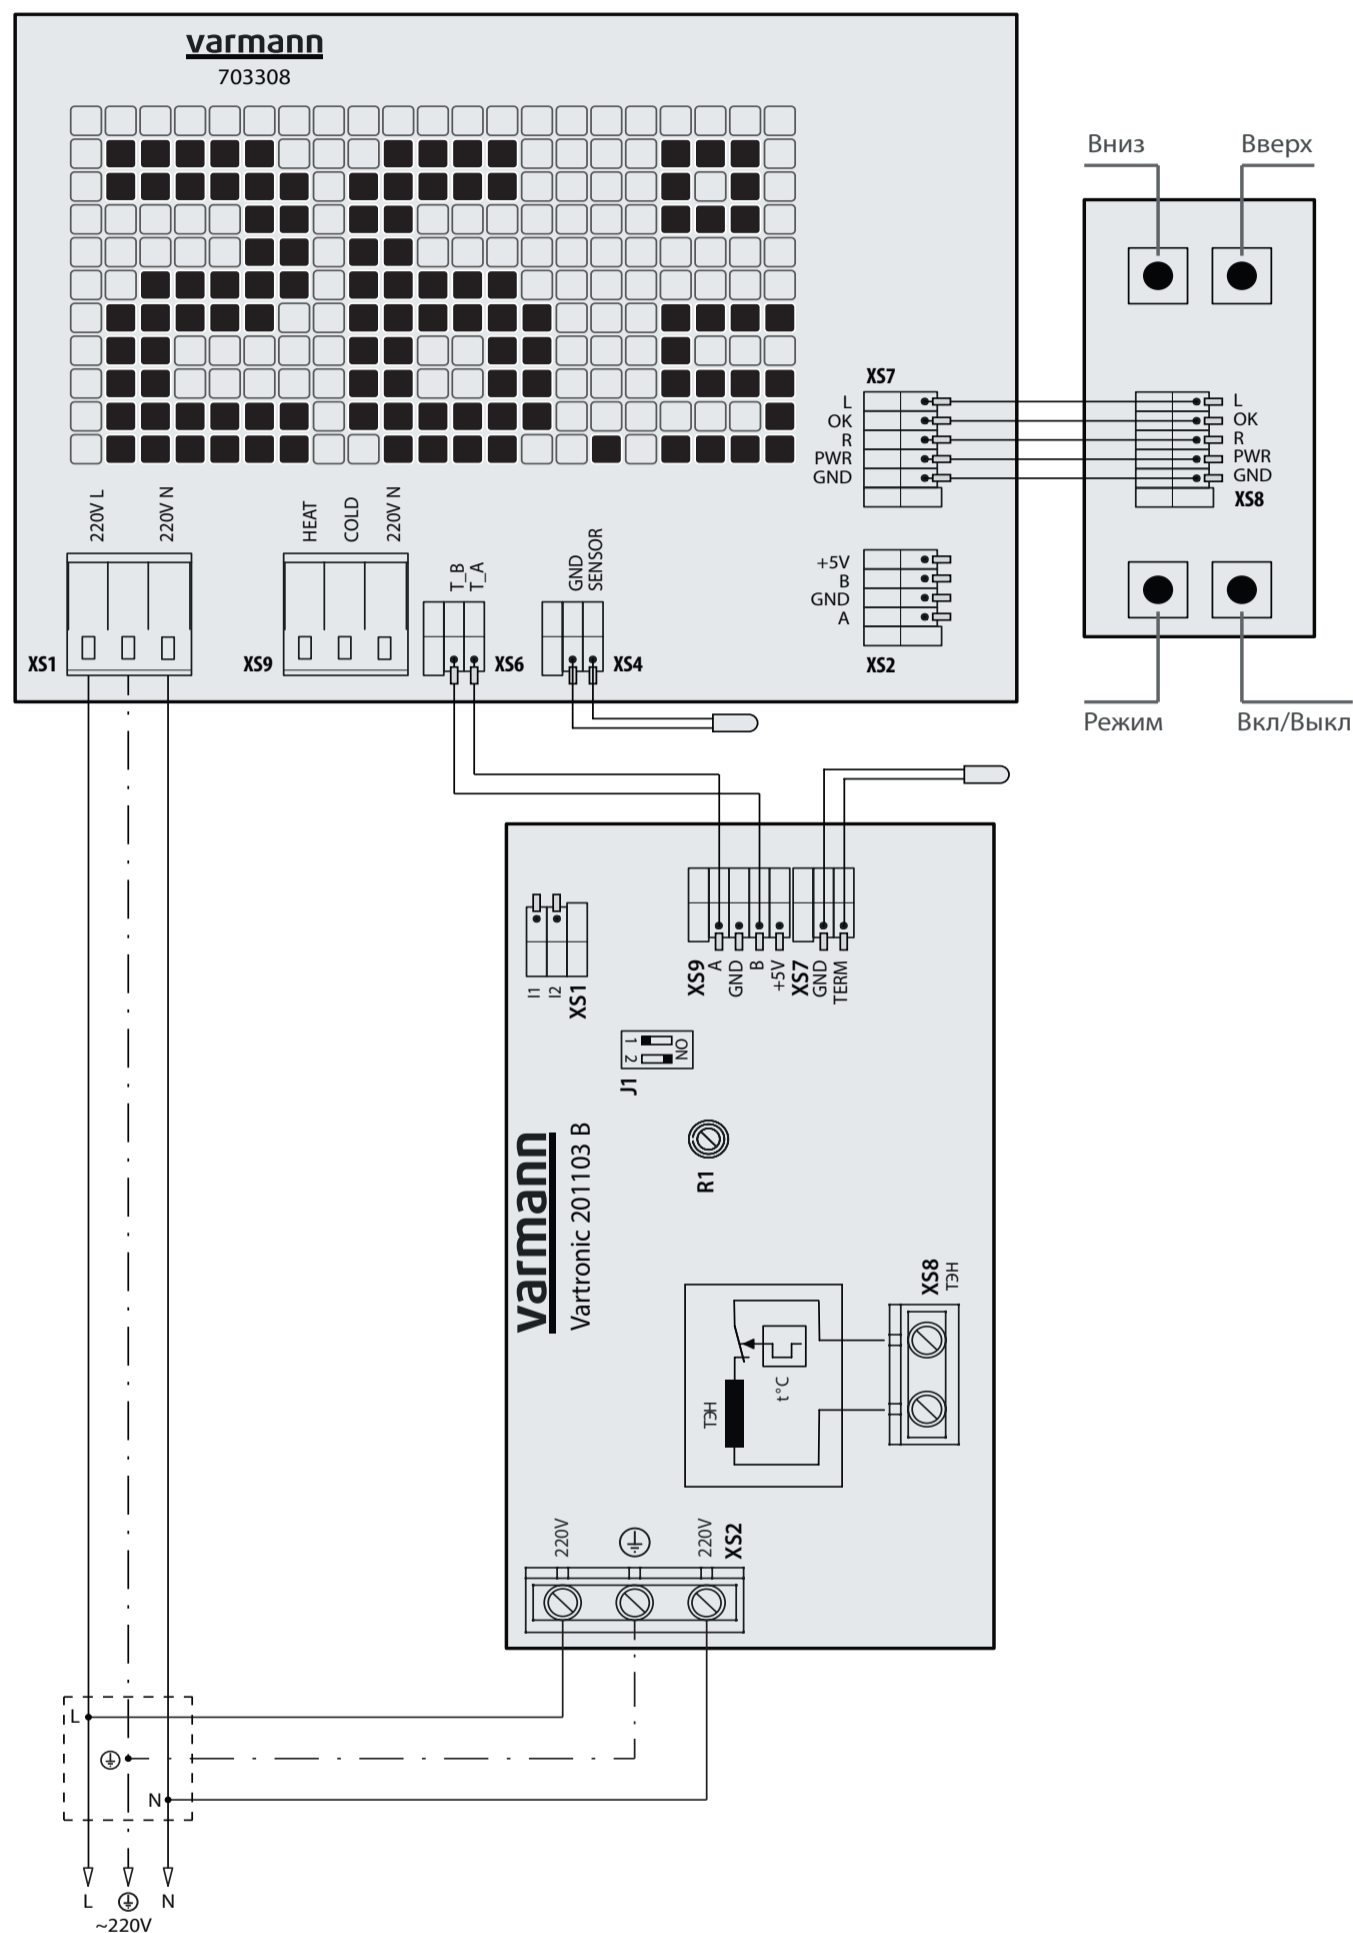 varmann
703308
26.5°
Вниз
Вверх
XS7
L
OK
R
PWR
GND
L
OK
R
PWR
GND
XS8
220V L
220V N
HEAT
COLD
220V N
T_B
T_A
GND
SENSOR
+5V
B
GND
A
XS2
XS1
XS9
XS6
XS4
Режим
Вкл/Выкл
I1
I2
XS1
XS9
A
GND
B
+5V
XS7
GND
TERM
1
2
ON
J1
R1
varmann
Vartronic 201103 B
XS8
ТЭН
ТЭН
t°C
220V
220V
XS2
L
N
L
N
~220V